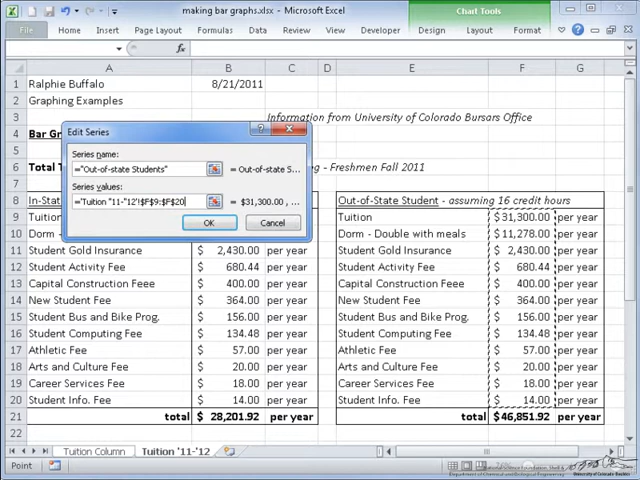 making bar graphs.xlsx - Microsoft Excel
Chart Tools
File Home Insert Page Layout Formulas Data Review View Developer Design Layout Format
fx
A B C D E F G
1 Ralphie Buffalo 8/21/2011
2 Graphing Examples
3 Information from University of Colorado Bursars Office
4 Bar Gr
6 Total T - Freshmen Fall 2011
Edit Series
Series name:
="Out-of-state Students" = Out-of-state S...
Series values:
='Tuition ''11-''12'!$F$9:$F$20 = $31,300.00 , ...
OK Cancel
8 In-Stat Out-of-State Student - assuming 16 credit hours
9 Tuition per year Tuition $31,300.00 per year
10 Dorm - Double with meals per year Dorm - Double with meals $11,278.00 per year
11 Student Gold Insurance $ 2,430.00 per year Student Gold Insurance $ 2,430.00 per year
12 Student Activity Fee $ 680.44 per year Student Activity Fee $ 680.44 per year
13 Capital Construction Feee $ 400.00 per year Capital Construction Feee $ 400.00 per year
14 New Student Fee $ 364.00 per year New Student Fee $ 364.00 per year
15 Student Bus and Bike Prog. $ 156.00 per year Student Bus and Bike Prog. $ 156.00 per year
16 Student Computing Fee $ 134.48 per year Student Computing Fee $ 134.48 per year
17 Athletic Fee $ 57.00 per year Athletic Fee $ 57.00 per year
18 Arts and Culture Fee $ 20.00 per year Arts and Culture Fee $ 20.00 per year
19 Career Services Fee $ 18.00 per year Career Services Fee $ 18.00 per year
20 Student Info. Fee $ 14.00 per year Student Info. Fee $ 14.00 per year
21 total $ 28,201.92 per year total $46,851.92 per year
22
Tuition Column Tuition '11-'12
Point